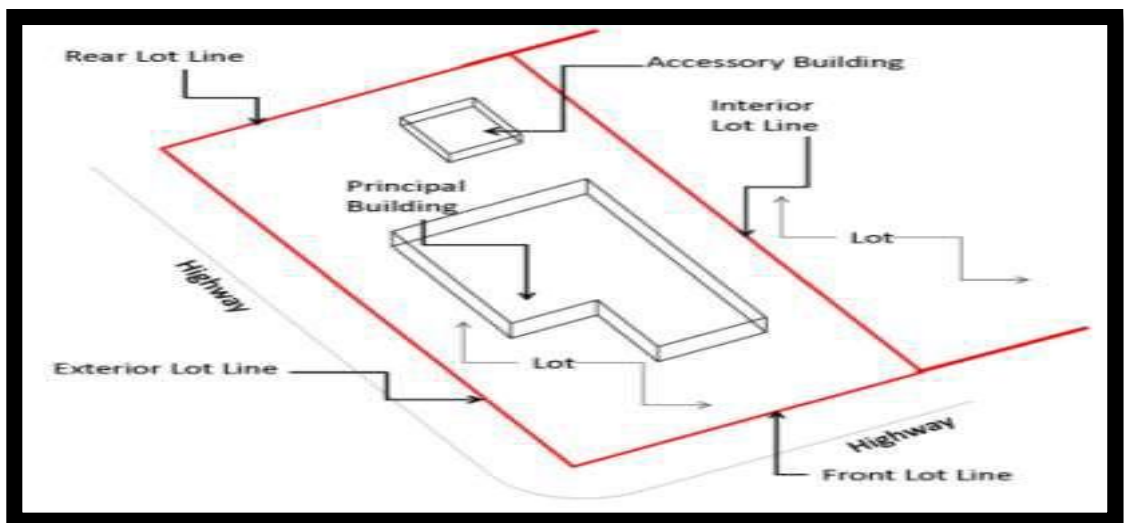 Rear Lot Line
Accessory Building
Interior
Lot Line
Principal
Building
Lot
Highway
Lot
Exterior Lot Line
Highway
Front Lot Line